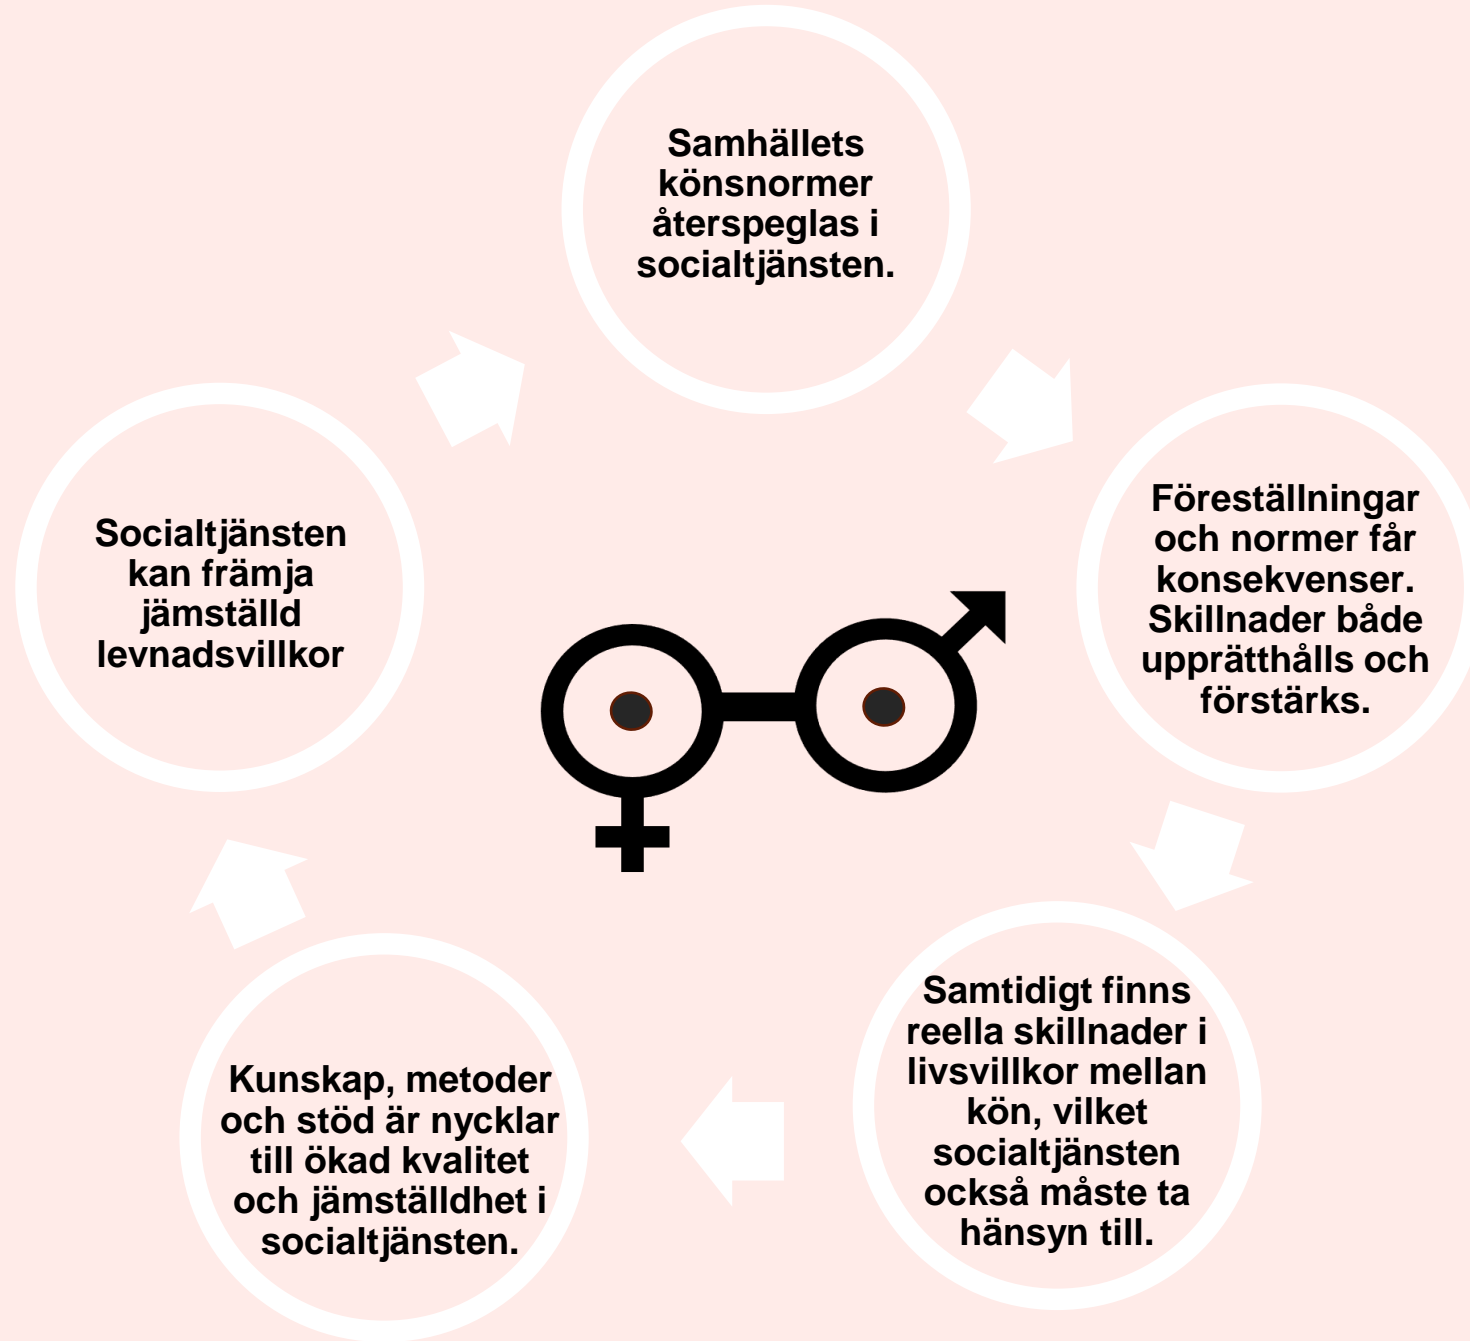 Samhällets
könsnormer
återspeglas i
socialtjänsten.
Föreställningar
och normer får
konsekvenser.
Skillnader både
upprätthålls och
förstärks.
Samtidigt finns
reella skillnader i
livsvillkor mellan
kön, vilket
socialtjänsten
också måste ta
hänsyn till.
Kunskap, metoder
och stöd är nycklar
till ökad kvalitet
och jämställdhet i
socialtjänsten.
Socialtjänsten
kan främja
jämställd
levnadsvillkor